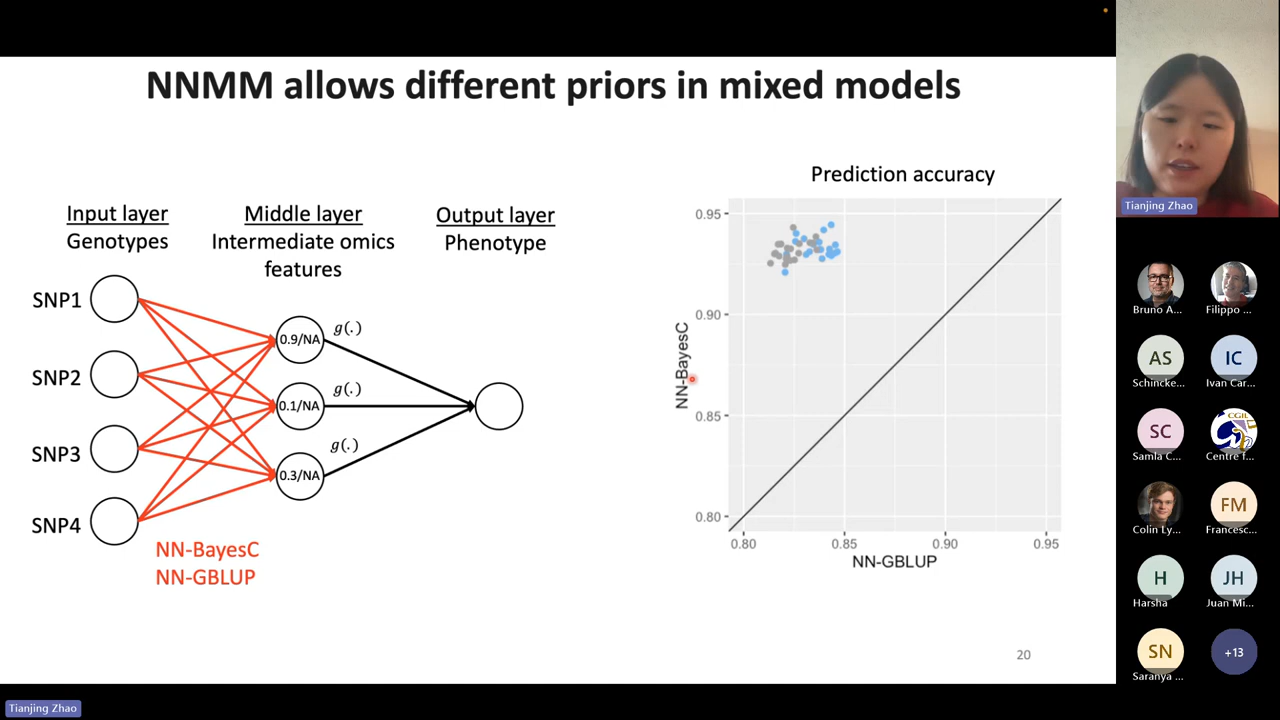 NNMM allows different priors in mixed models
Input layer
Genotypes
Middle layer
Intermediate omics
features
Output layer
Phenotype
SNP1
SNP2
SNP3
SNP4
0.9/NA
0.1/NA
0.3/NA
g(.)
g(.)
g(.)
NN-BayesC
NN-GBLUP
Prediction accuracy
0.95
0.90
0.85
0.80
NN-BayesC
0.80 0.85 0.90 0.95
NN-GBLUP
20
Tianjing Zhao
Tianjing Zhao
Bruno A...
Filippo ...
AS
Schincke...
IC
Ivan Car...
SC
Samla C...
CGIL
Centre f...
Colin Ly...
FM
Francesc...
H
Harsha
JH
Juan Mi...
SN
Saranya ...
+13